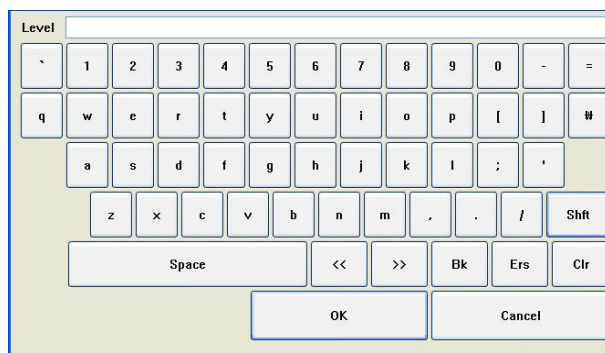 Level
` 1 2 3 4 5 6 7 8 9 0 - =
q w e r t y u i o p [ ] ₩
a s d f g h j k l ; '
z x c v b n m , . / Shft
Space << >> Bk Ers Clr
OK Cancel